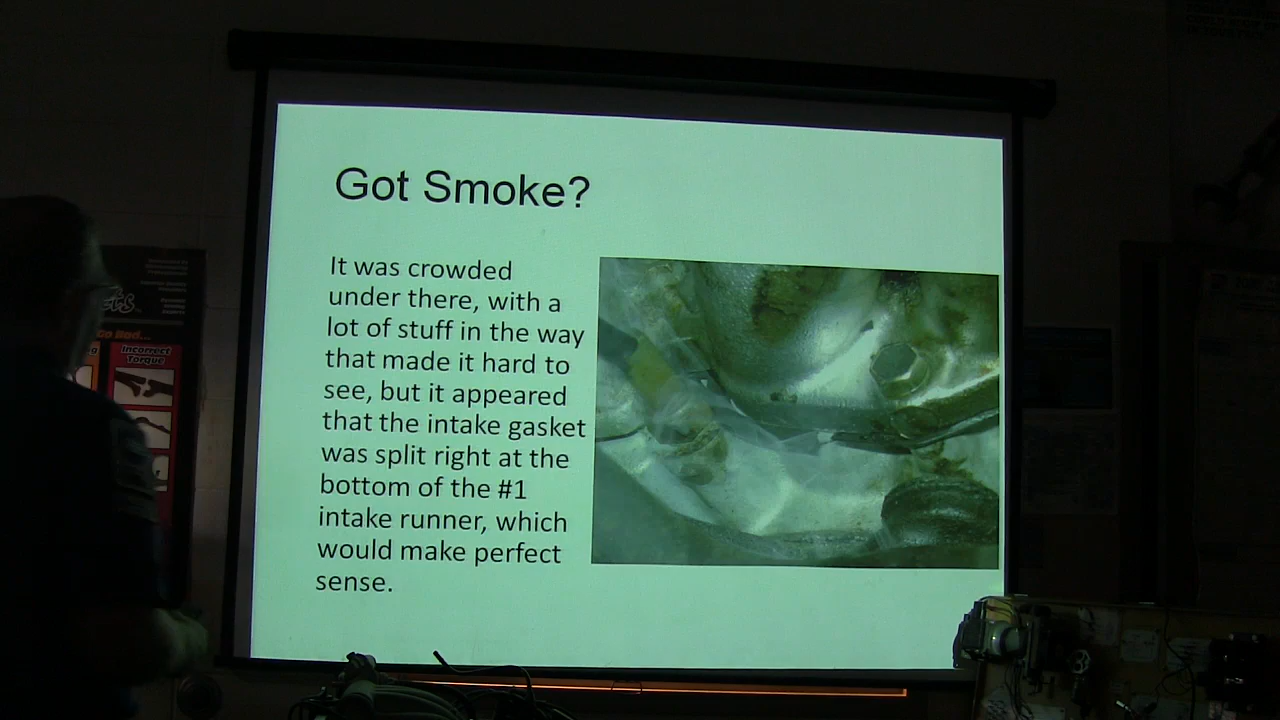 Got Smoke?
It was crowded
under there, with a
lot of stuff in the way
that made it hard to
see, but it appeared
that the intake gasket
was split right at the
bottom of the #1
intake runner, which
would make perfect
sense.
Incorrect
Torque